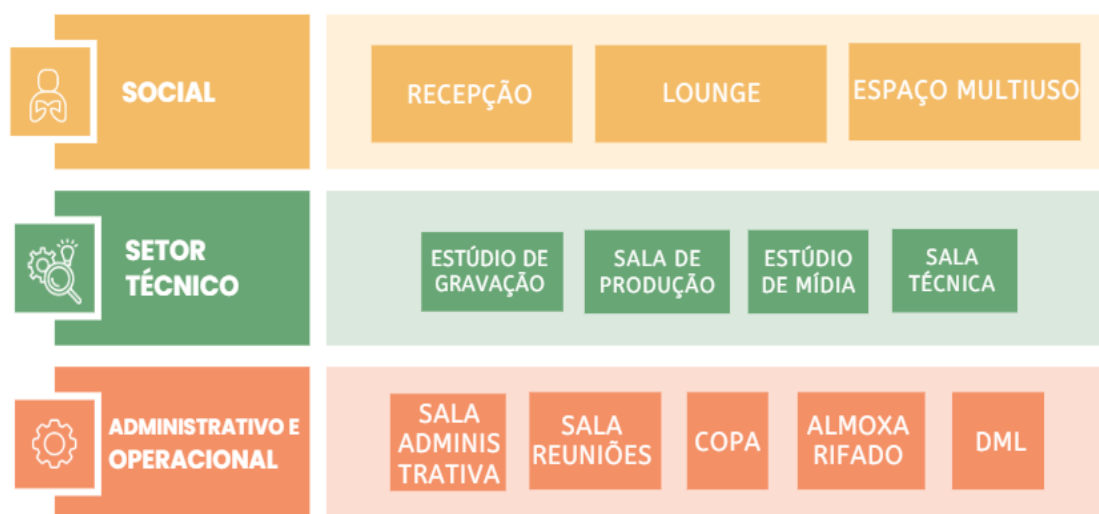 SOCIAL
RECEPÇÃO
LOUNGE
ESPAÇO MULTIUSO
SETOR
TÉCNICO
ESTÚDIO DE
GRAVAÇÃO
SALA DE
PRODUÇÃO
ESTÚDIO
DE MÍDIA
SALA
TÉCNICA
ADMINISTRATIVO E
OPERACIONAL
SALA
ADMINIS
TRATIVA
SALA
REUNIÕES
COPA
ALMOXA
RIFADO
DML